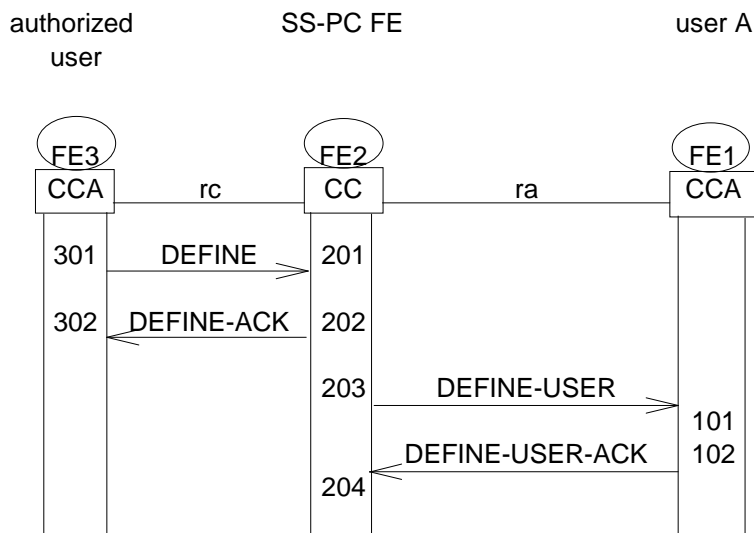 authorized user
SS-PC FE
user A
FE3
FE2
FE1
CCA
rc
CC
ra
CCA
301
DEFINE
201
302
DEFINE-ACK
202
203
DEFINE-USER
101
DEFINE-USER-ACK
102
204